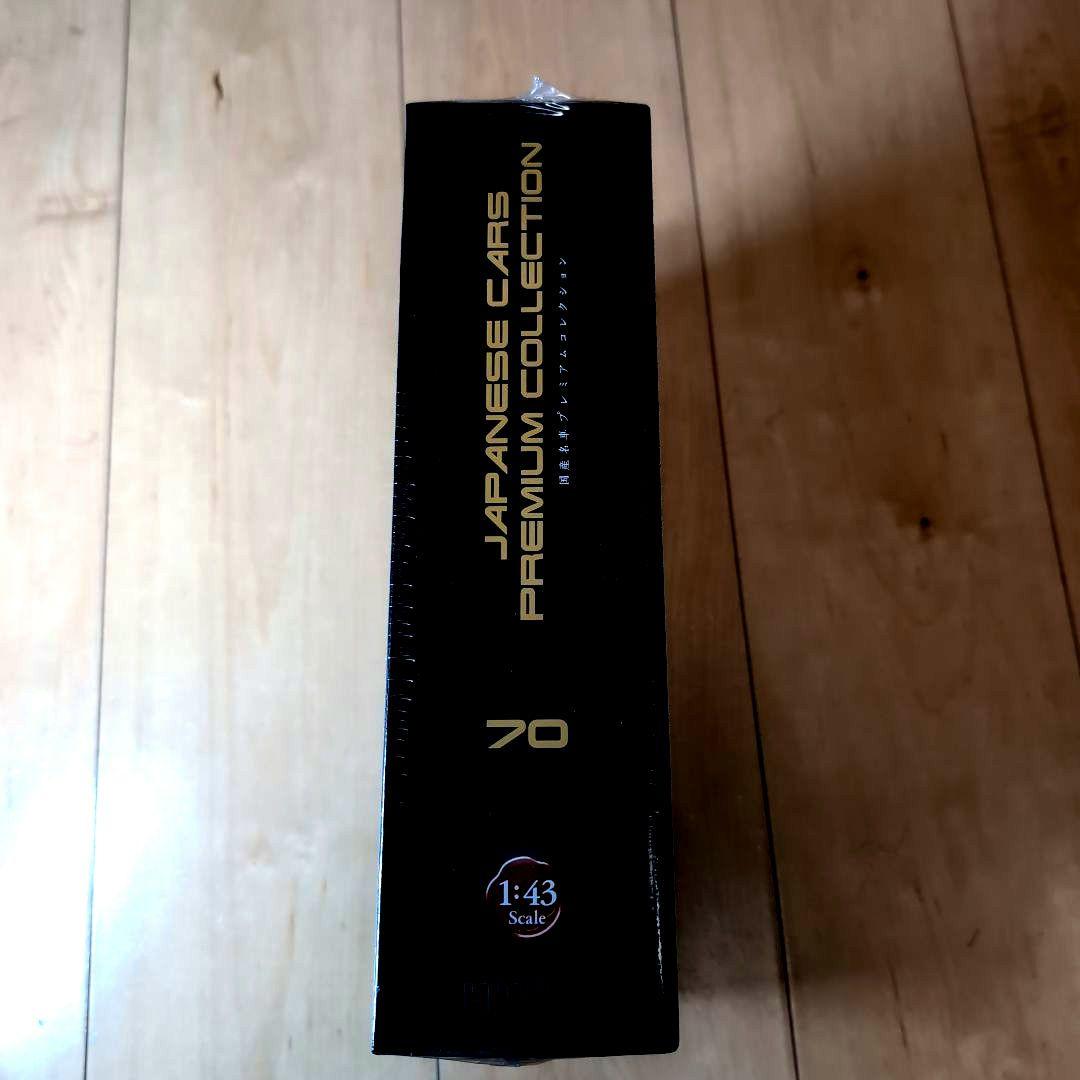 JAPANESE CARS
PREMIUM COLLECTION
国産名車プレミアムコレクション
70
1:43
Scale